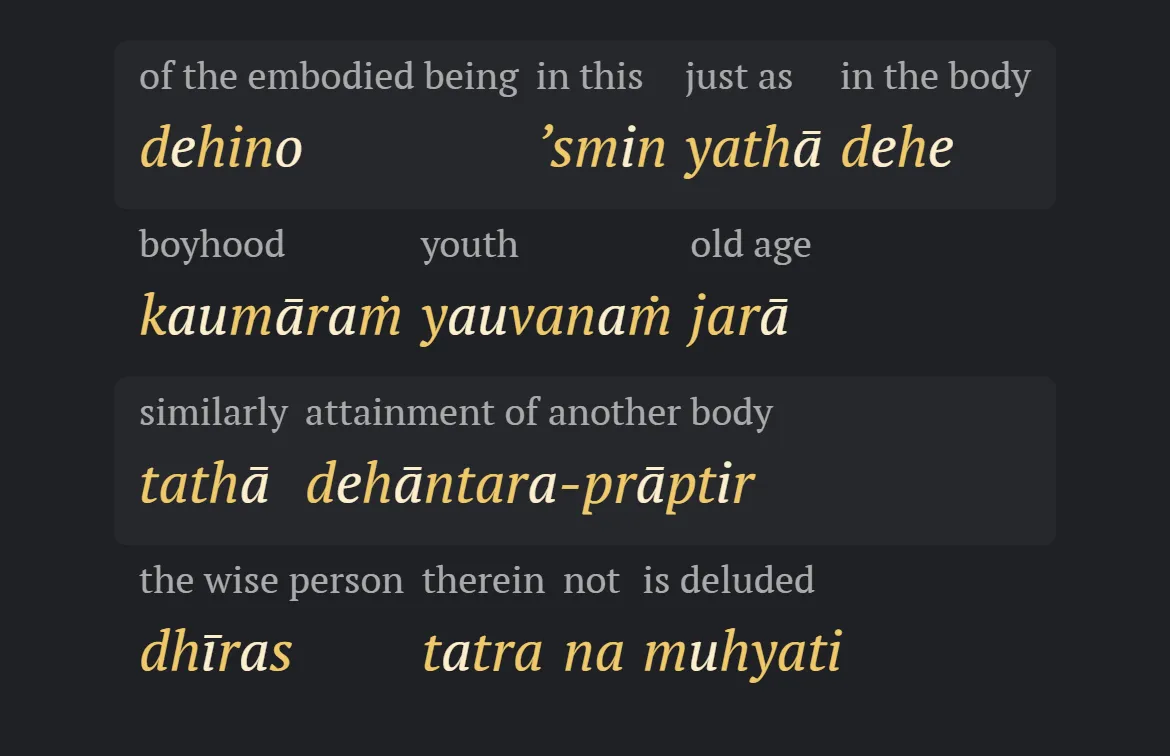 of the embodied being in this just as in the body
dehino ’smin yathā dehe
boyhood youth old age
kaumāraṁ yauvanaṁ jarā
similarly attainment of another body
tathā dehāntara-prāptir
the wise person therein not is deluded
dhīras tatra na muhyati